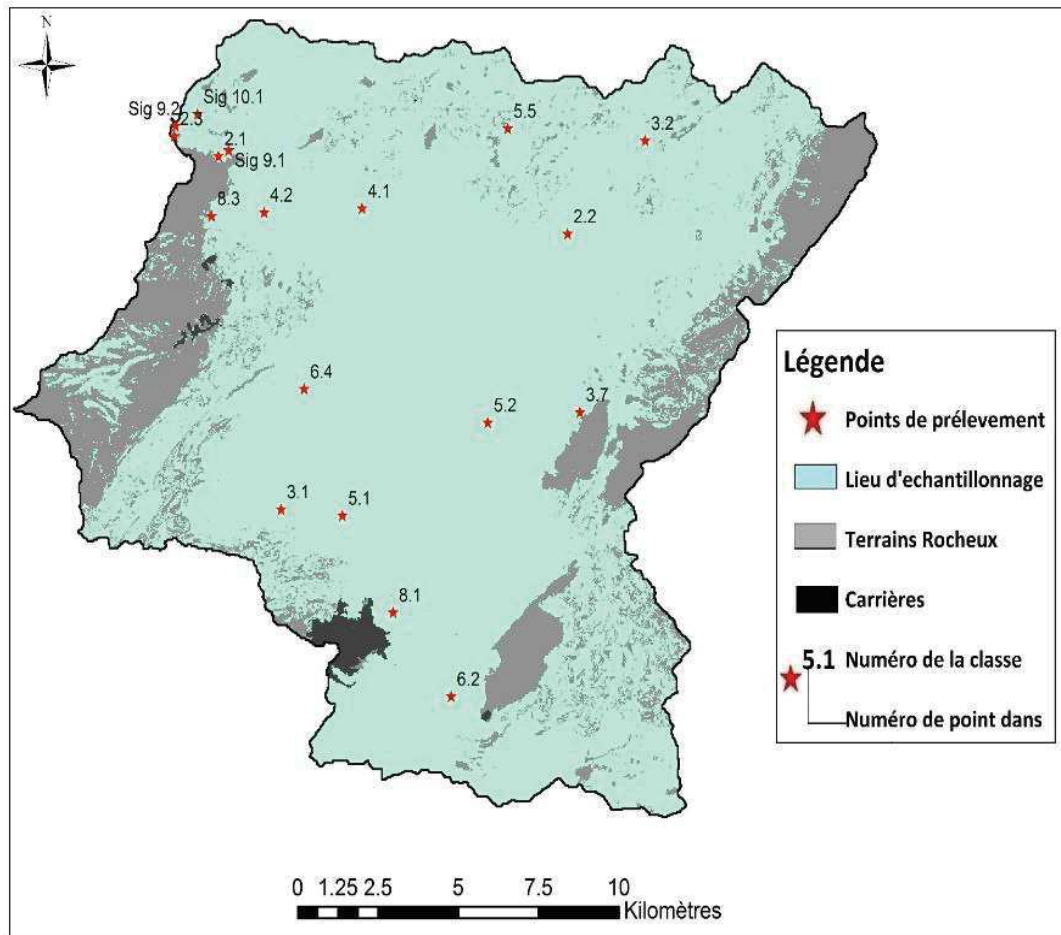 N
Sig 10.1
Sig 9.2
2.3
2.1
Sig 9.1
5.5
3.2
8.3
4.2
4.1
2.2
6.4
5.2
3.7
3.1
5.1
8.1
6.2
Légende
Points de prélevement
Lieu d'echantillonnage
Terrains Rocheux
Carrières
5.1 Numéro de la classe
Numéro de point dans
0 1.25 2.5 5 7.5 10
Kilomètres